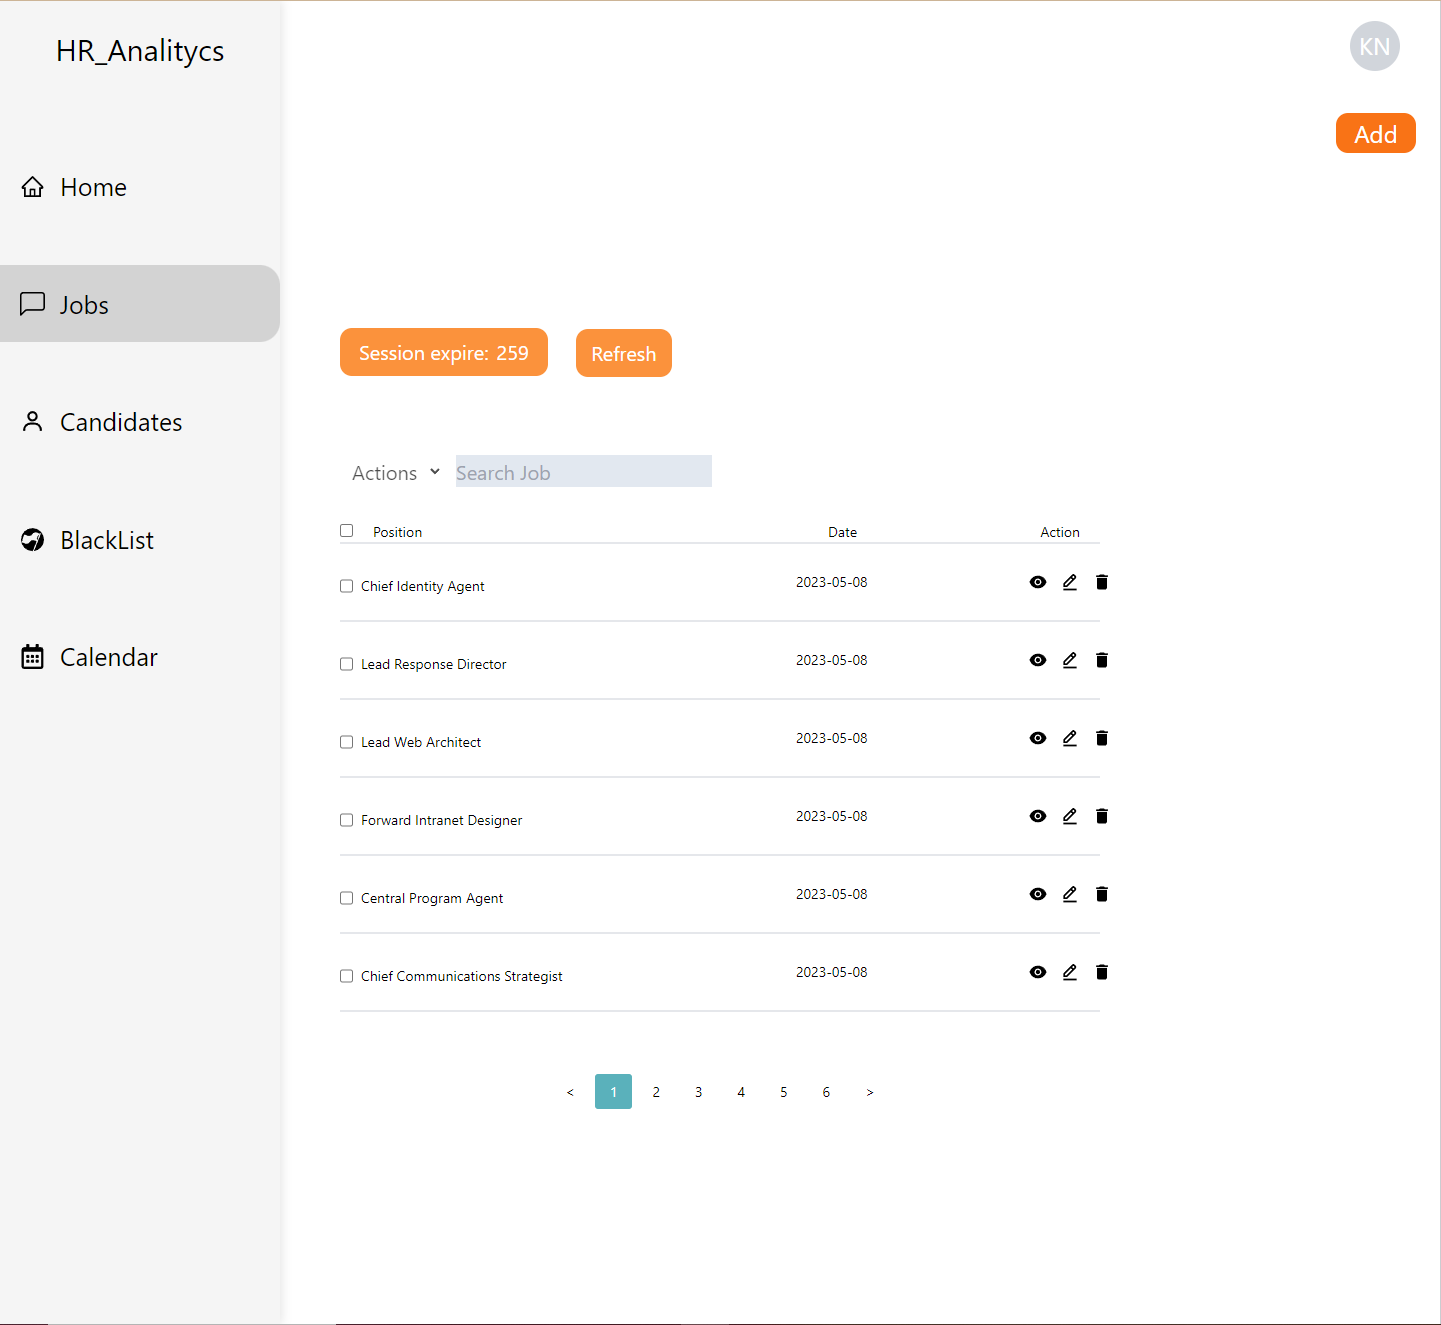 HR_Analitycs
KN
Add
Home
Jobs
Candidates
BlackList
Calendar
Session expire: 259
Refresh
Actions
Search Job
Position Date Action
Chief Identity Agent 2023-05-08
Lead Response Director 2023-05-08
Lead Web Architect 2023-05-08
Forward Intranet Designer 2023-05-08
Central Program Agent 2023-05-08
Chief Communications Strategist 2023-05-08
< 1 2 3 4 5 6 >